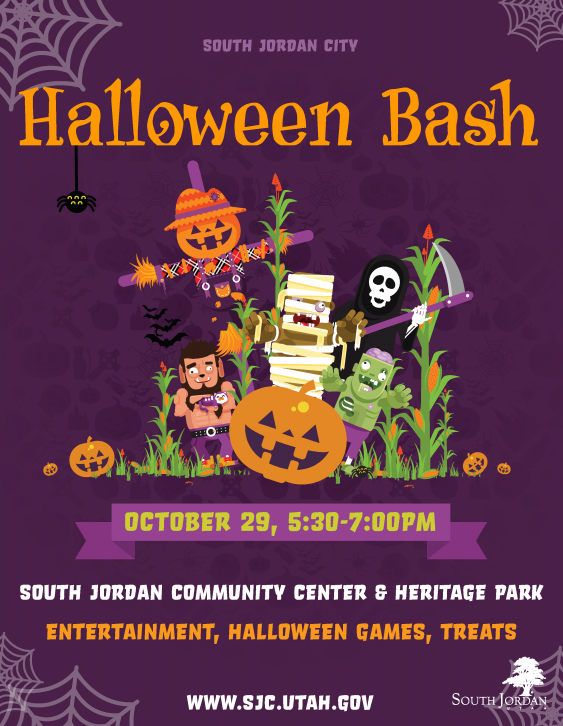 SOUTH JORDAN CITY
Halloween Bash
OCTOBER 29, 5:30-7:00PM
SOUTH JORDAN COMMUNITY CENTER & HERITAGE PARK
ENTERTAINMENT, HALLOWEEN GAMES, TREATS
WWW.SJC.UTAH.GOV
SOUTH JORDAN
UTAH